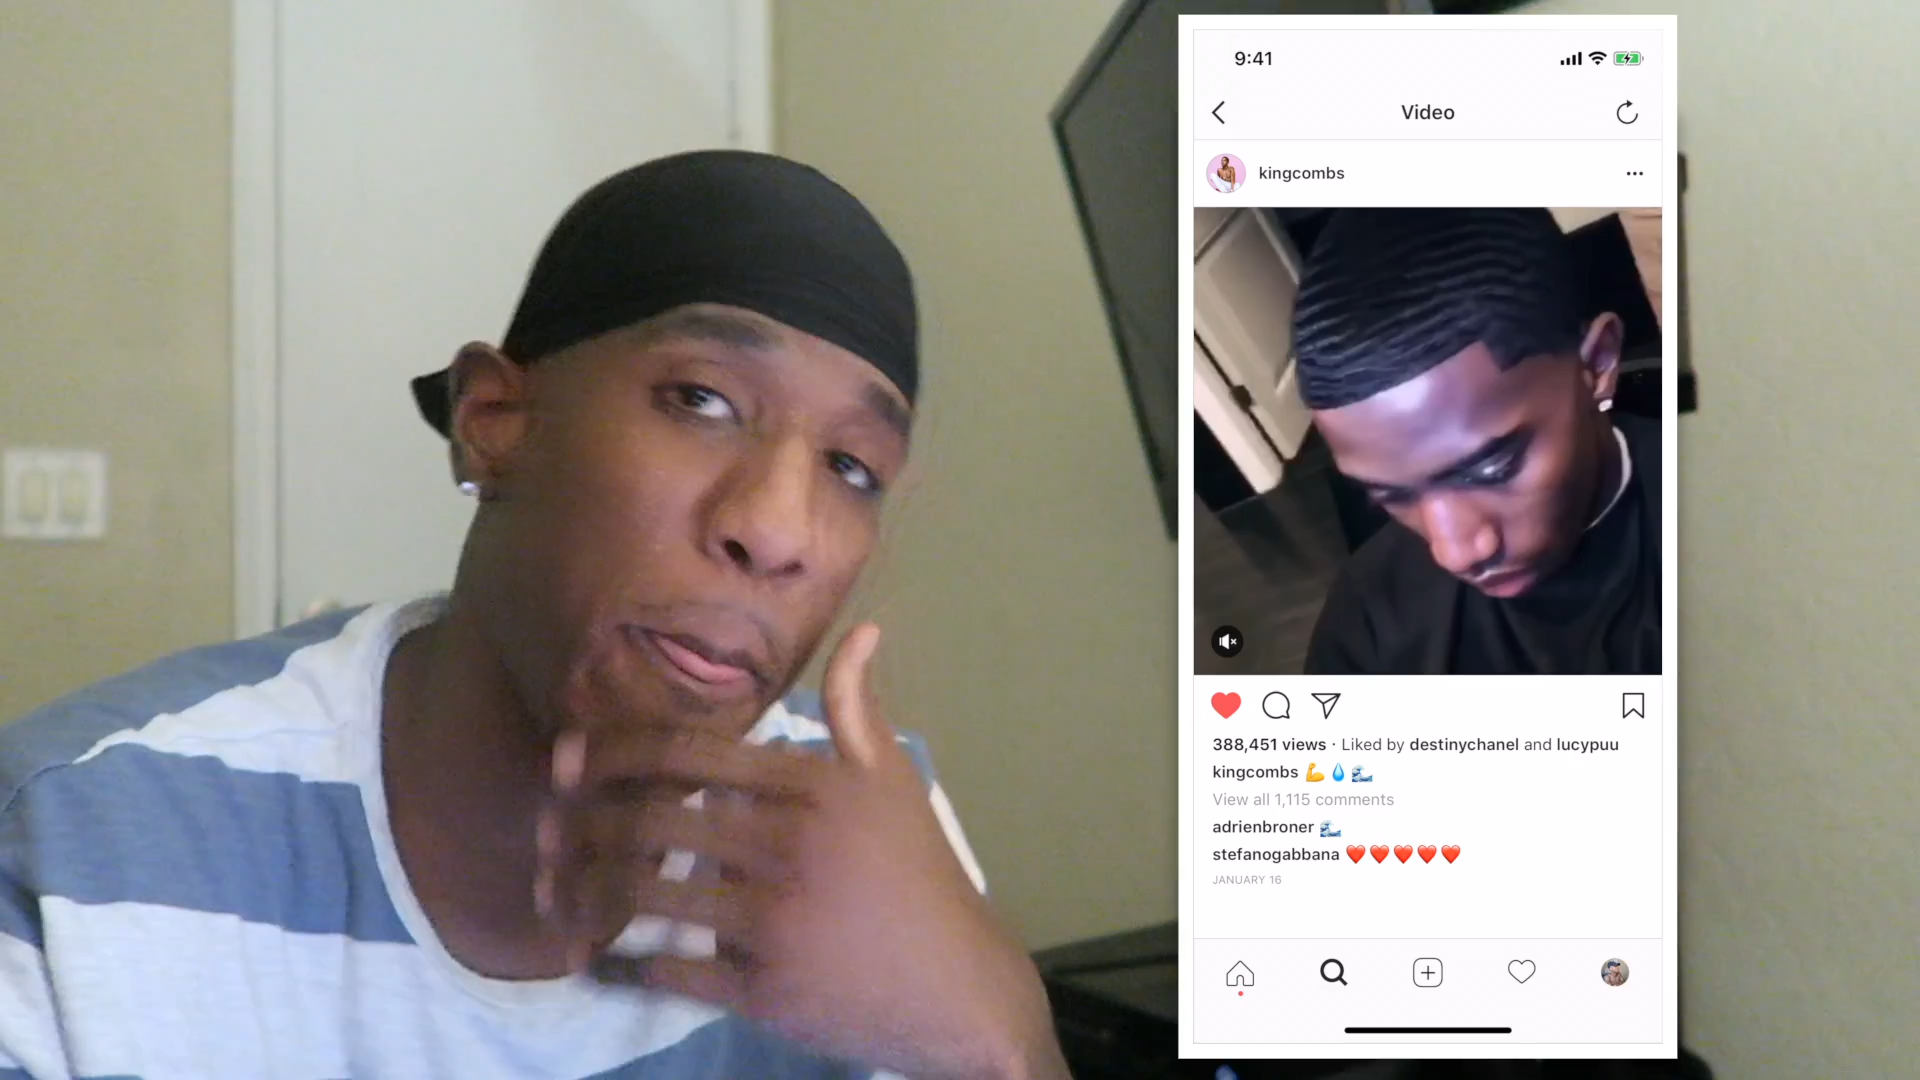 9:41
Video
kingcombs
388,451 views · Liked by destinychanel and lucypuu
kingcombs 💪💧🌊
View all 1,115 comments
adrienbroner 🌊
stefanogabbana ❤️❤️❤️❤️❤️
JANUARY 16